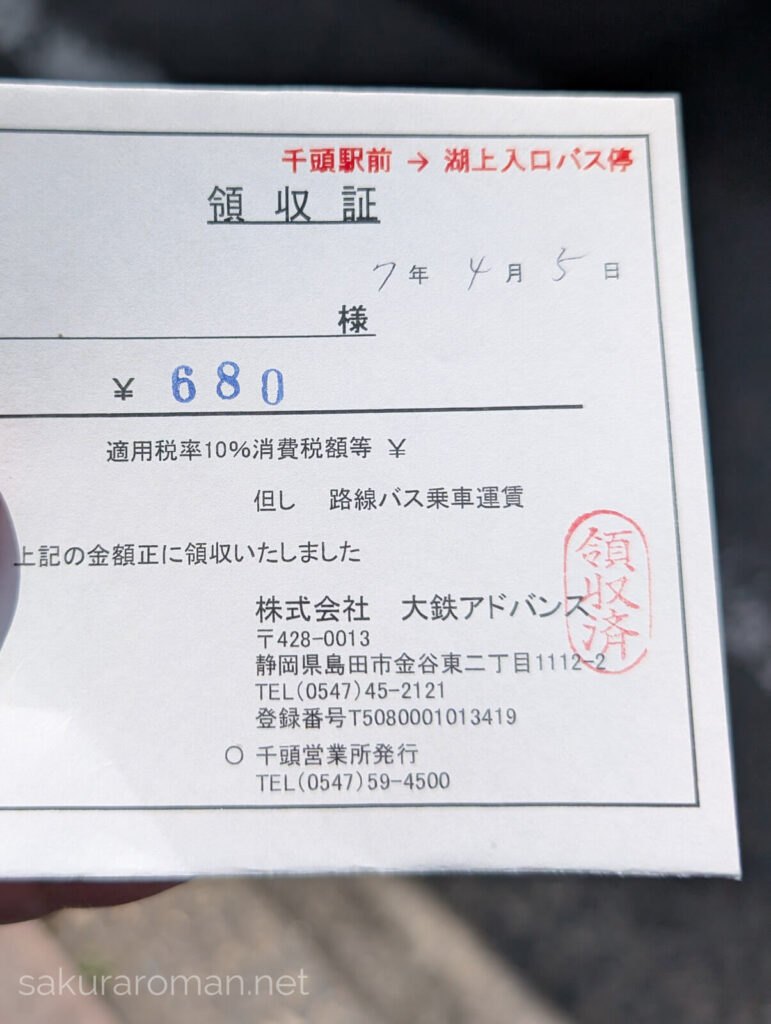 千頭駅前 → 湖上入口バス停
領収証
7年 4月 5日
様
¥ 680
適用税率10%消費税額等 ¥
但し 路線バス乗車運賃
上記の金額正に領収いたしました
領収済
株式会社 大鉄アドバンス
〒428-0013
静岡県島田市金谷東二丁目1112-2
TEL(0547)45-2121
登録番号T5080001013419
○ 千頭営業所発行
TEL(0547)59-4500
sakuraroman.net